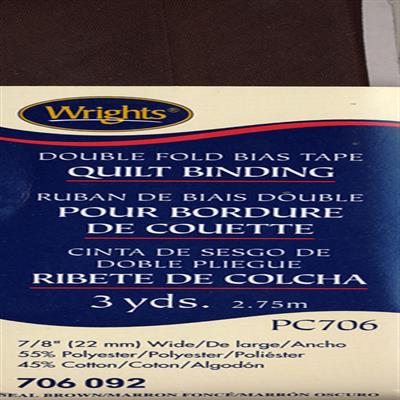 Wrights®
DOUBLE FOLD BIAS TAPE
QUILT BINDING
RUBAN DE BIAIS DOUBLE
POUR BORDURE
DE COUETTE
CINTA DE SESGO DE
DOBLE PLIEGUE
RIBETE DE COLCHA
3 yds. 2.75m
PC706
7/8" (22 mm) Wide/De large/Ancho
55% Polyester/Polyester/Poliéster
45% Cotton/Coton/Algodón
706 092
SEAL BROWN/MARRON FONCÉ/MARRÓN OSCURO